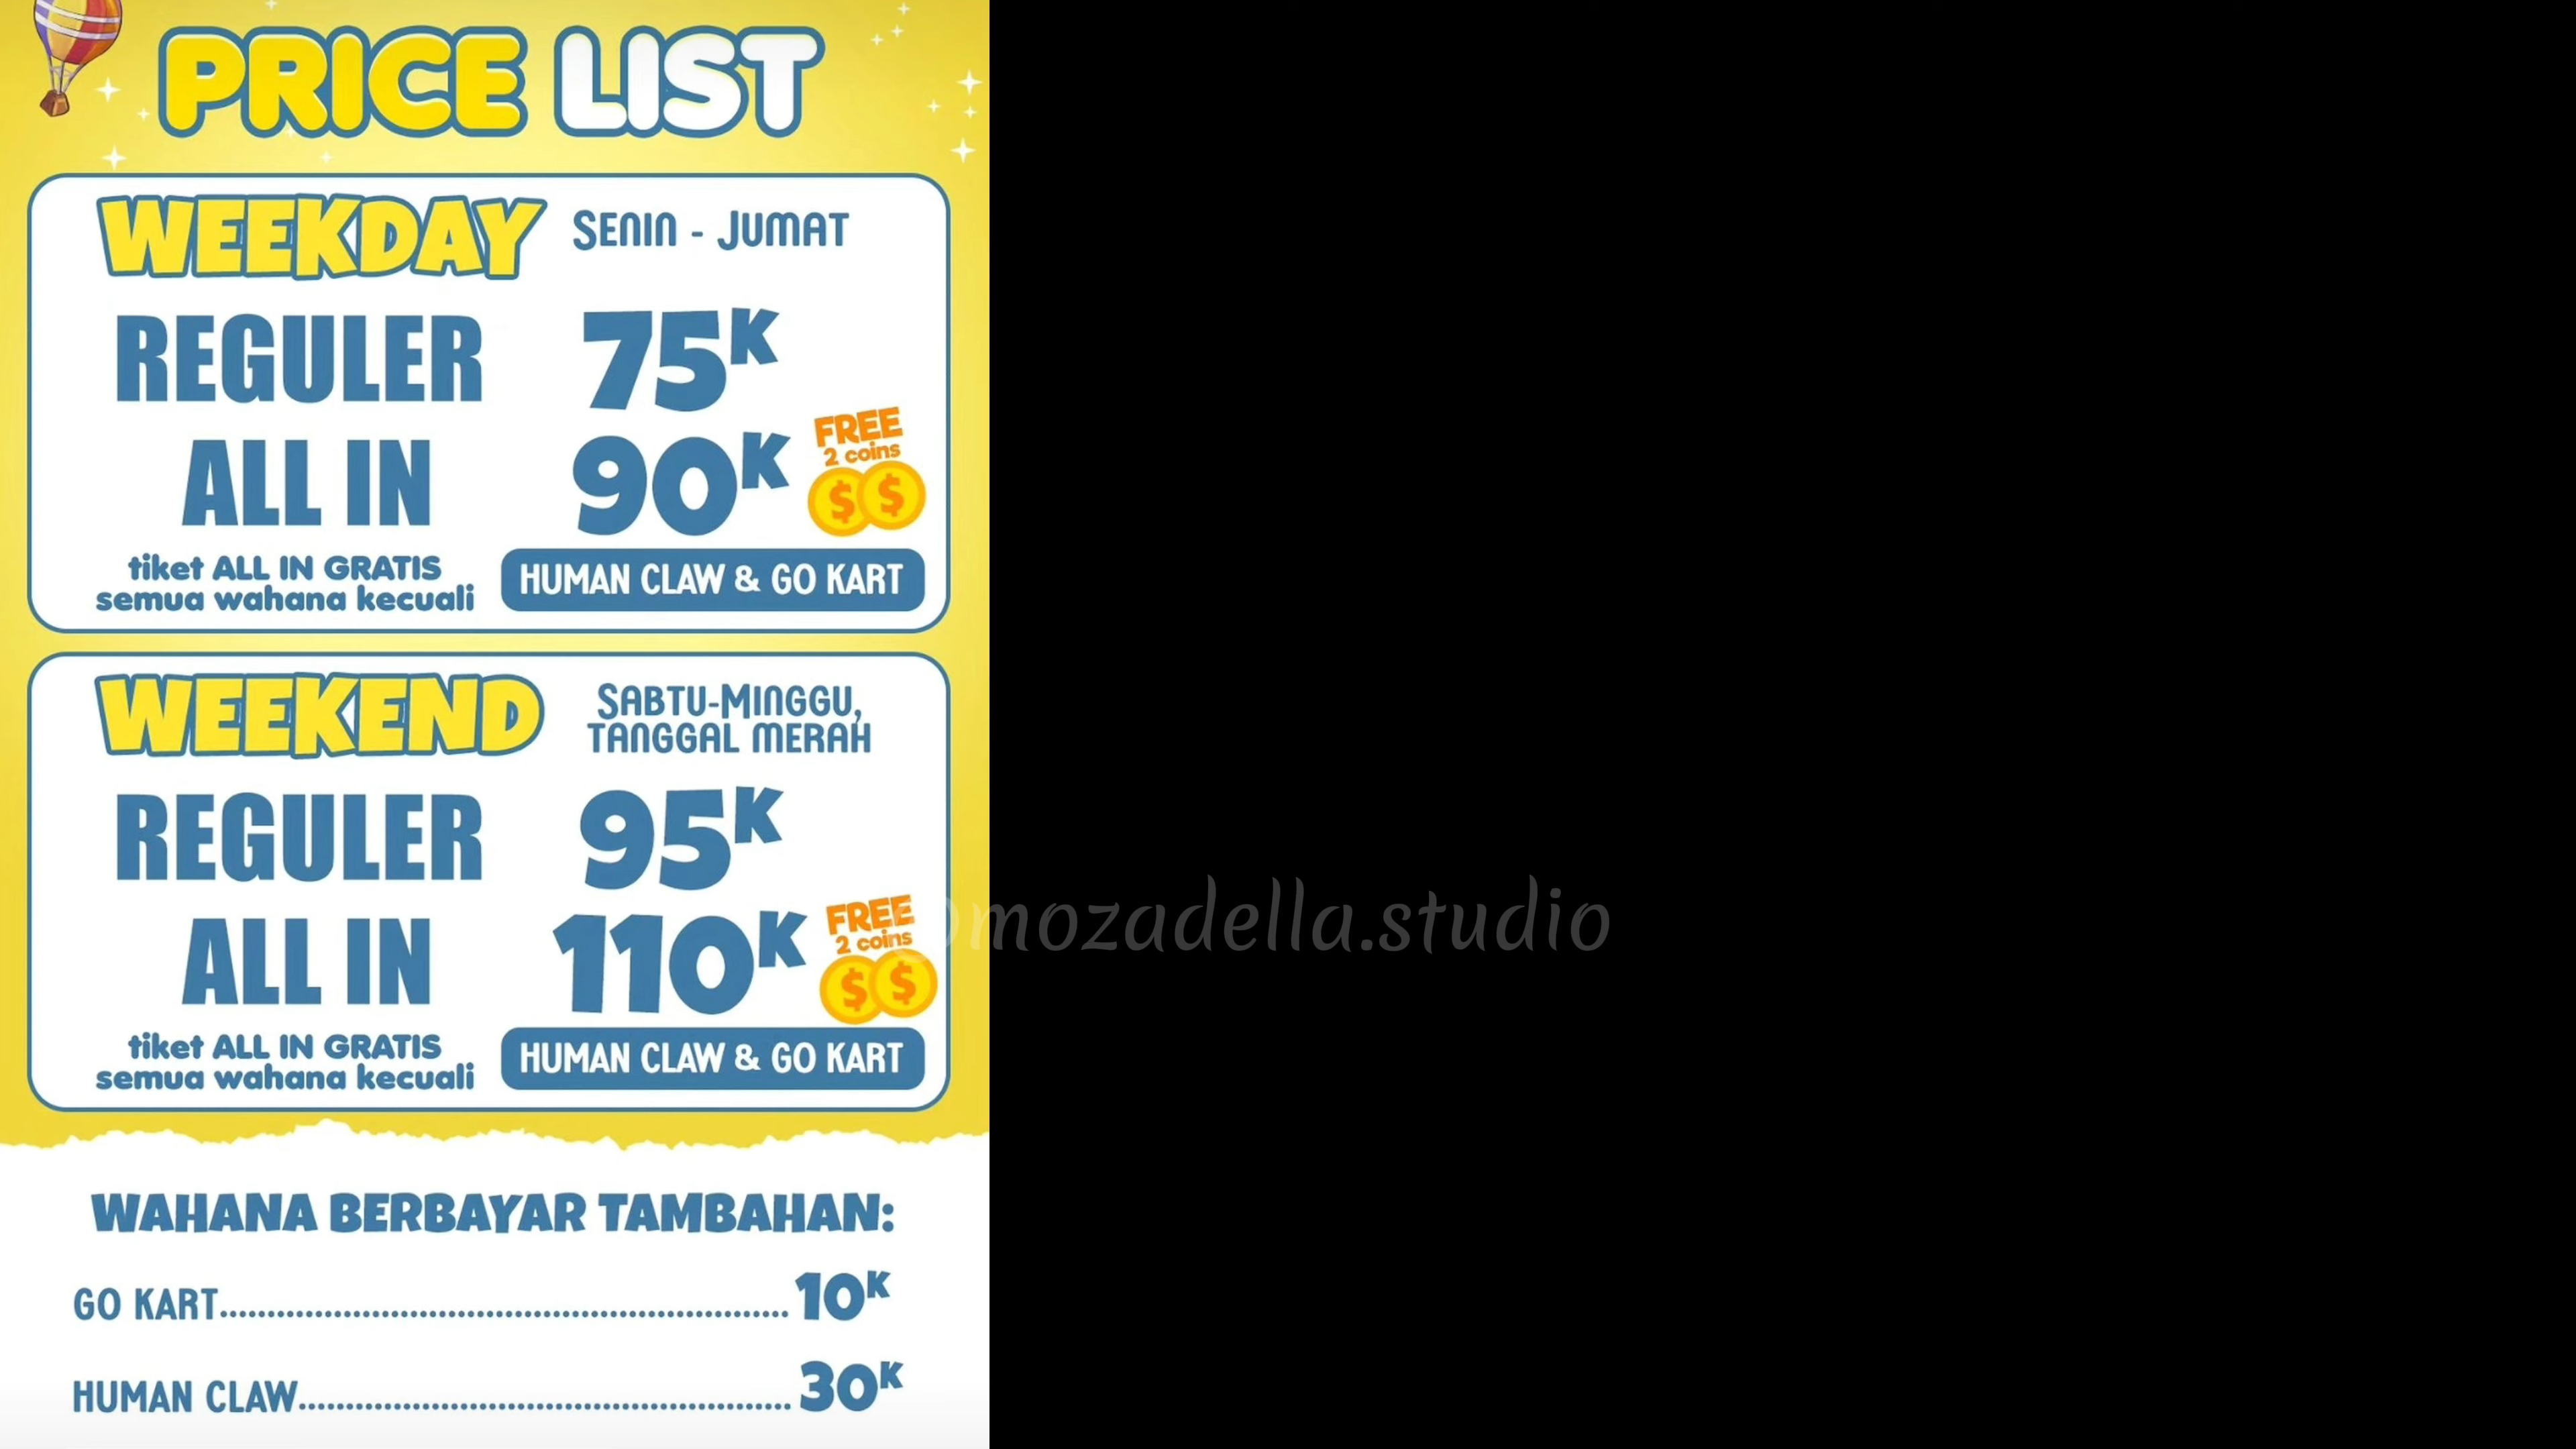 PRICE LIST
WEEKDAY SENIN - JUMAT
REGULER 75K
ALL IN 90K
FREE
2 coins
$ $
tiket ALL IN GRATIS
semua wahana kecuali
HUMAN CLAW & GO KART
WEEKEND
SABTU-MINGGU,
TANGGAL MERAH
REGULER 95K
ALL IN 110K
FREE
2 coins
$ $
tiket ALL IN GRATIS
semua wahana kecuali
HUMAN CLAW & GO KART
@mozadella.studio
WAHANA BERBAYAR TAMBAHAN:
GO KART............................................................10K
HUMAN CLAW....................................................30K